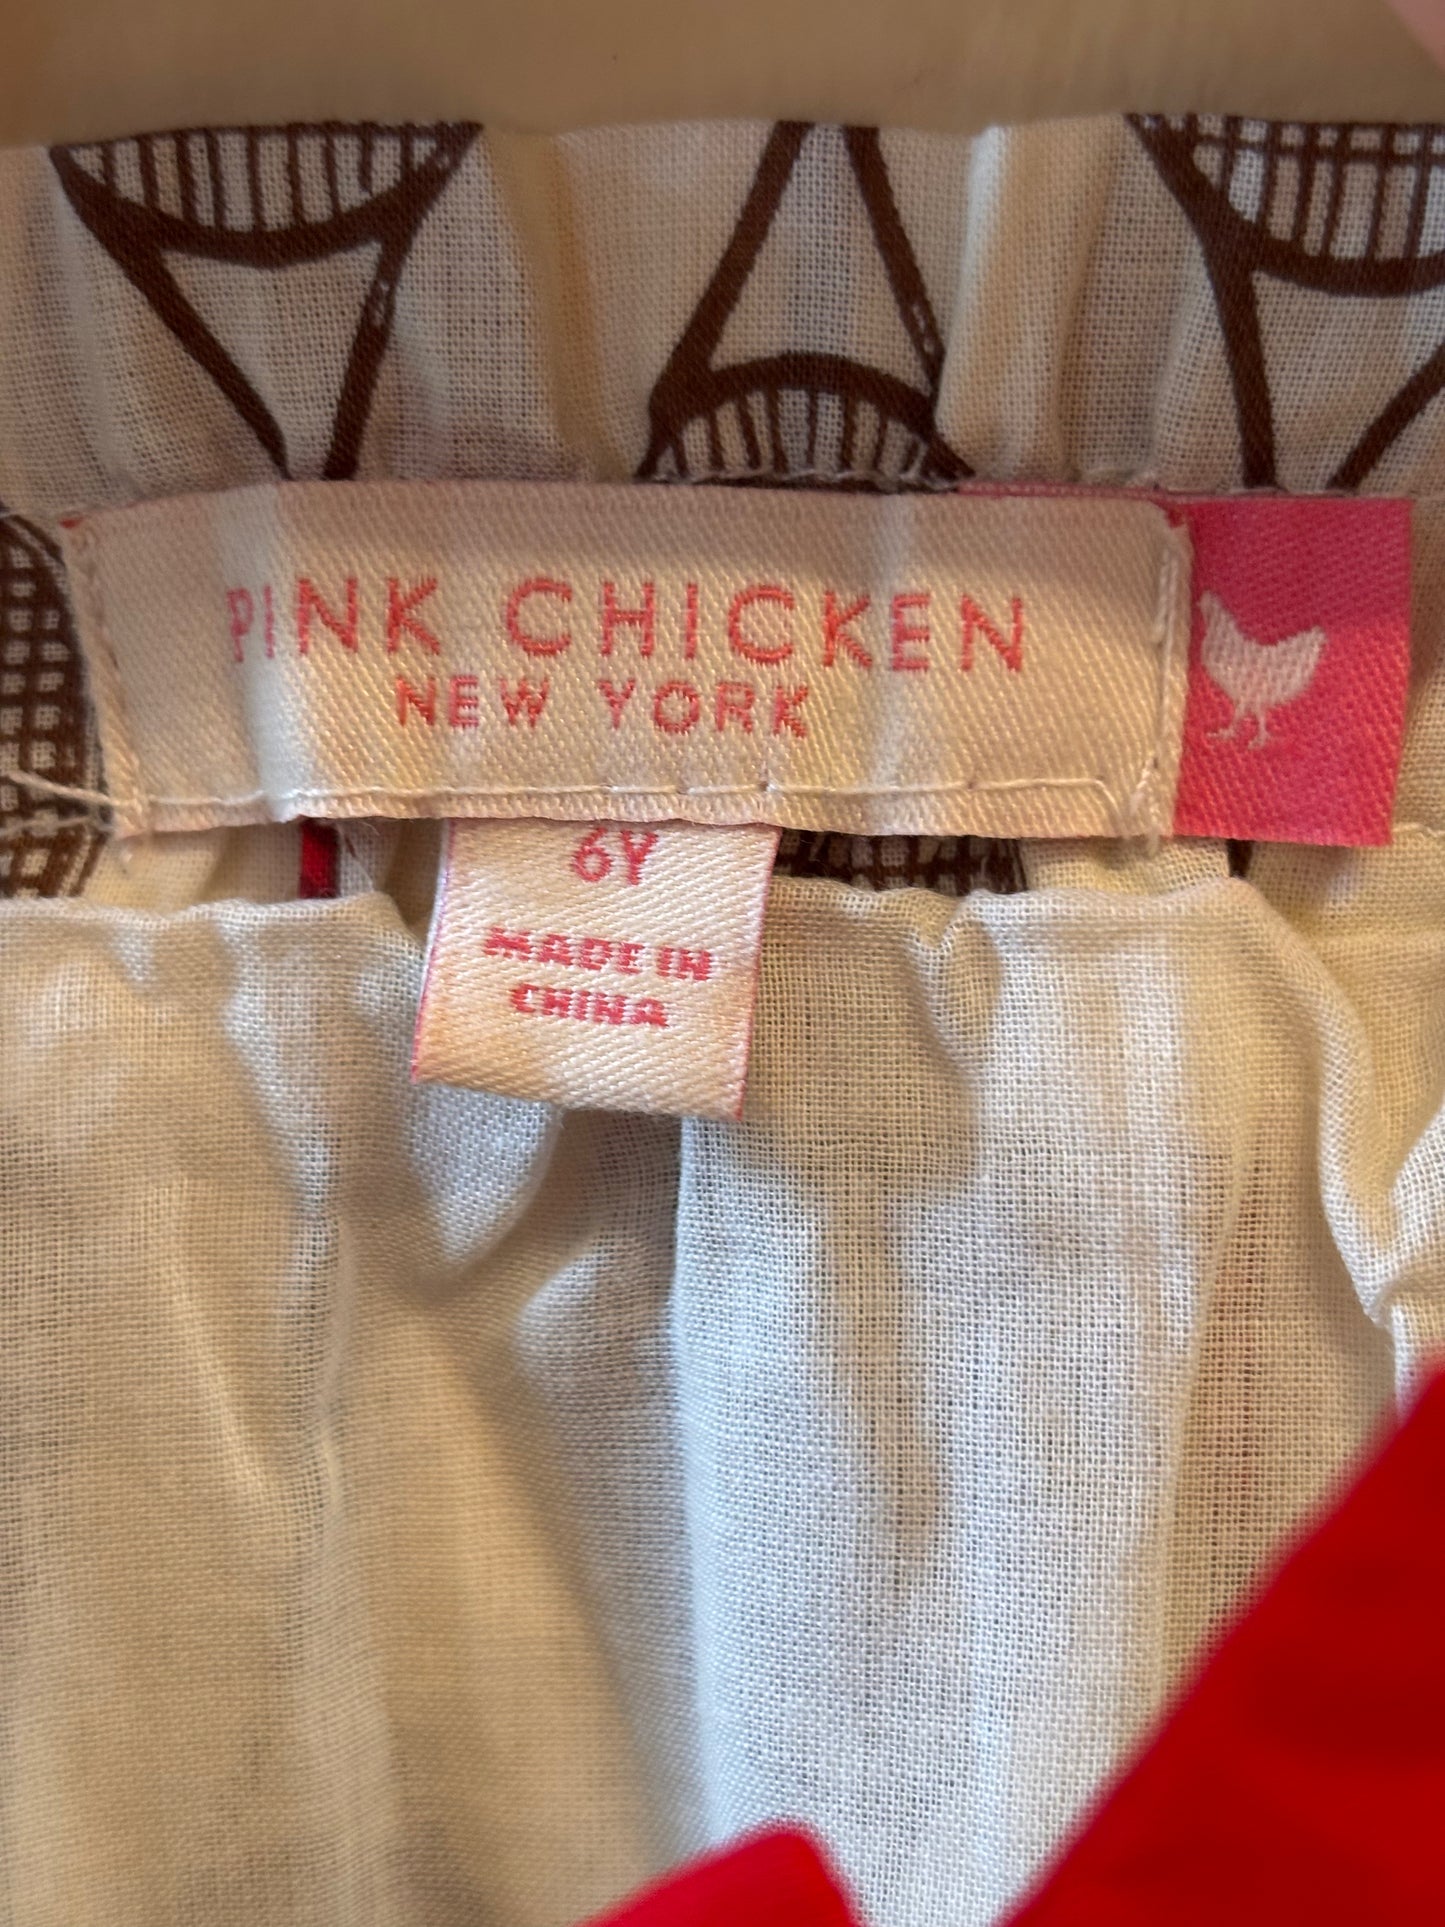 PINK CHICKEN
NEW YORK
6Y
MADE IN
CHINA